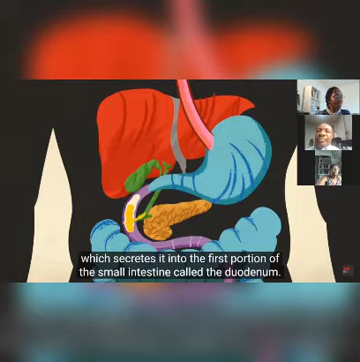 which secretes it into the first portion of
the small intestine called the duodenum.